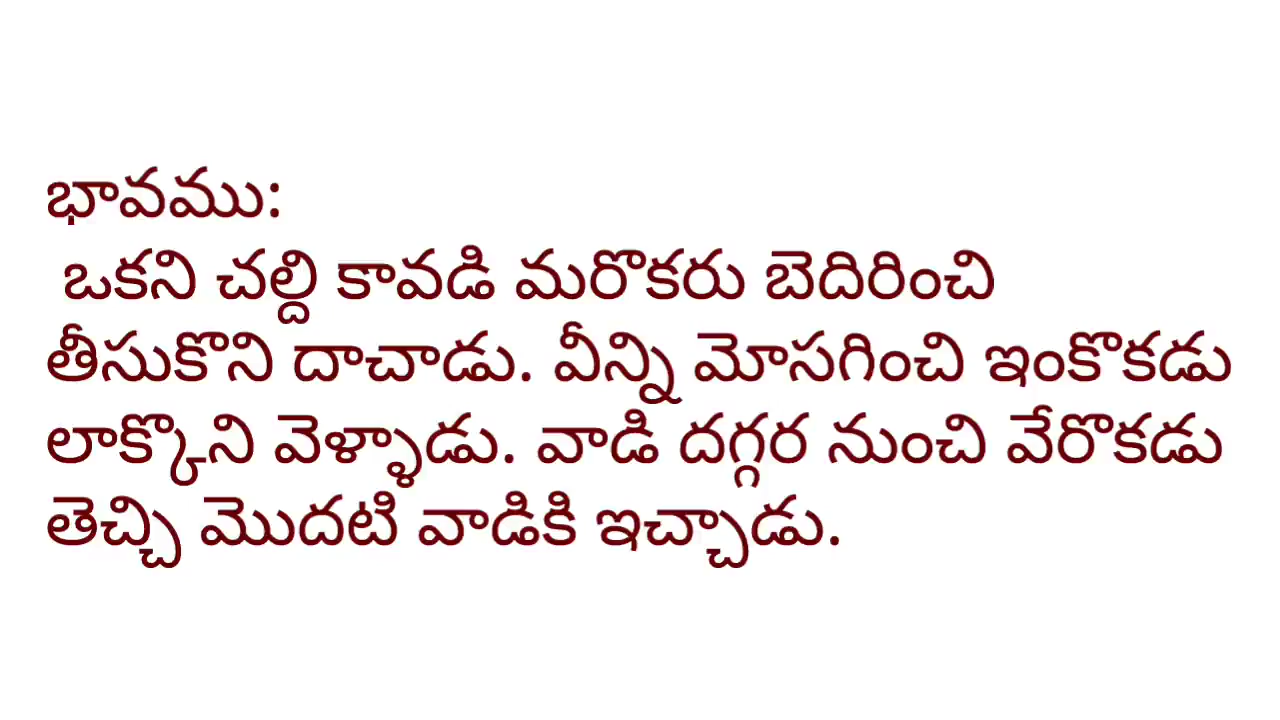 భావము:
ఒకని చల్ది కావడి మరొకరు బెదిరించి
తీసుకొని దాచాడు. వీన్ని మోసగించి ఇంకొకడు
లాక్కొని వెళ్ళాడు. వాడి దగ్గర నుంచి వేరొకడు
తెచ్చి మొదటి వాడికి ఇచ్చాడు.